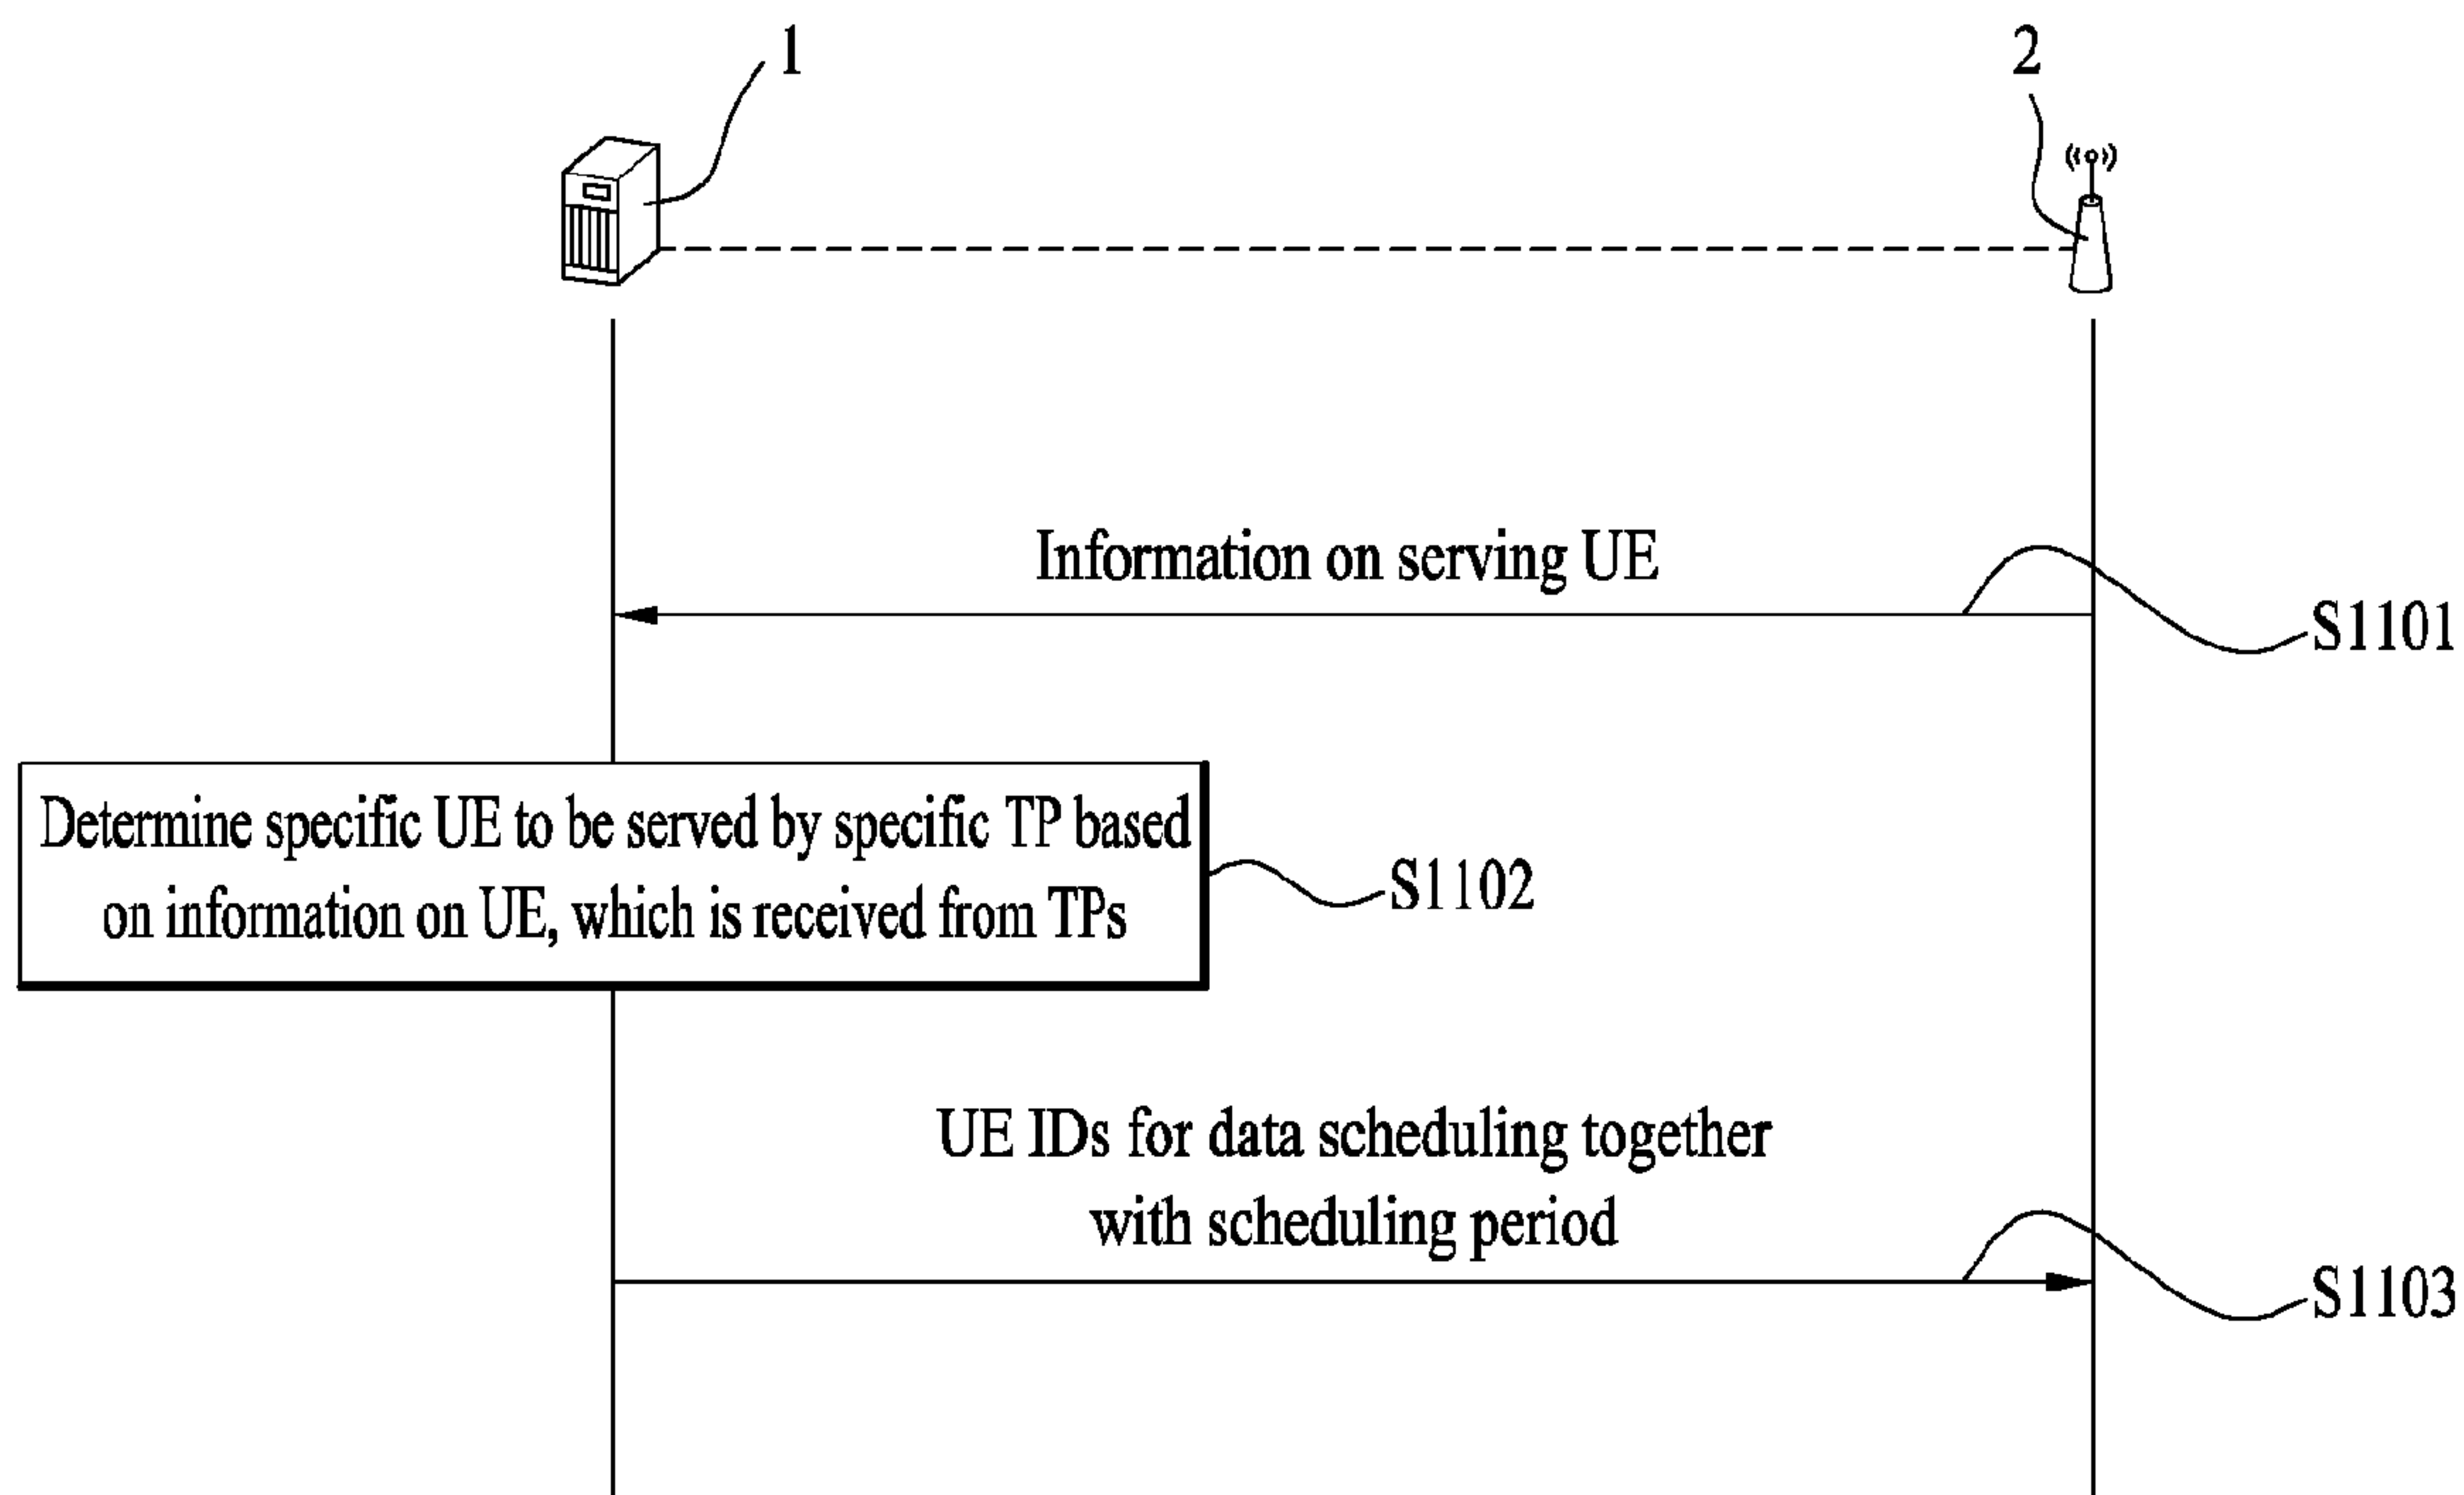 1
2
Information on serving UE
S1101
Determine specific UE to be served by specific TP based
on information on UE, which is received from TPs
S1102
UE IDs for data scheduling together
with scheduling period
S1103